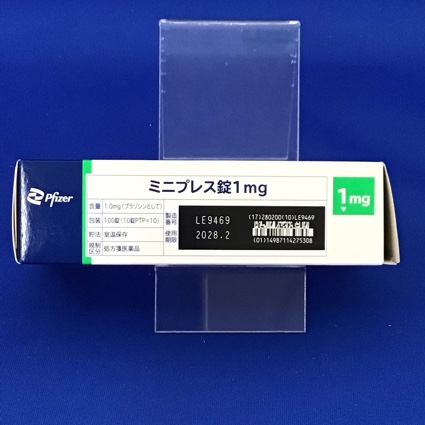 Pfizer
ミニプレス錠1mg
含量 1.0mg(プラゾシンとして)
包装 100錠(10錠PTP×10)
貯法 室温保存
規制区分 処方箋医薬品
製造番号 LE9469
使用期限 2028.2
(17)280200(10)LE9469
(01)14987114275308
1mg